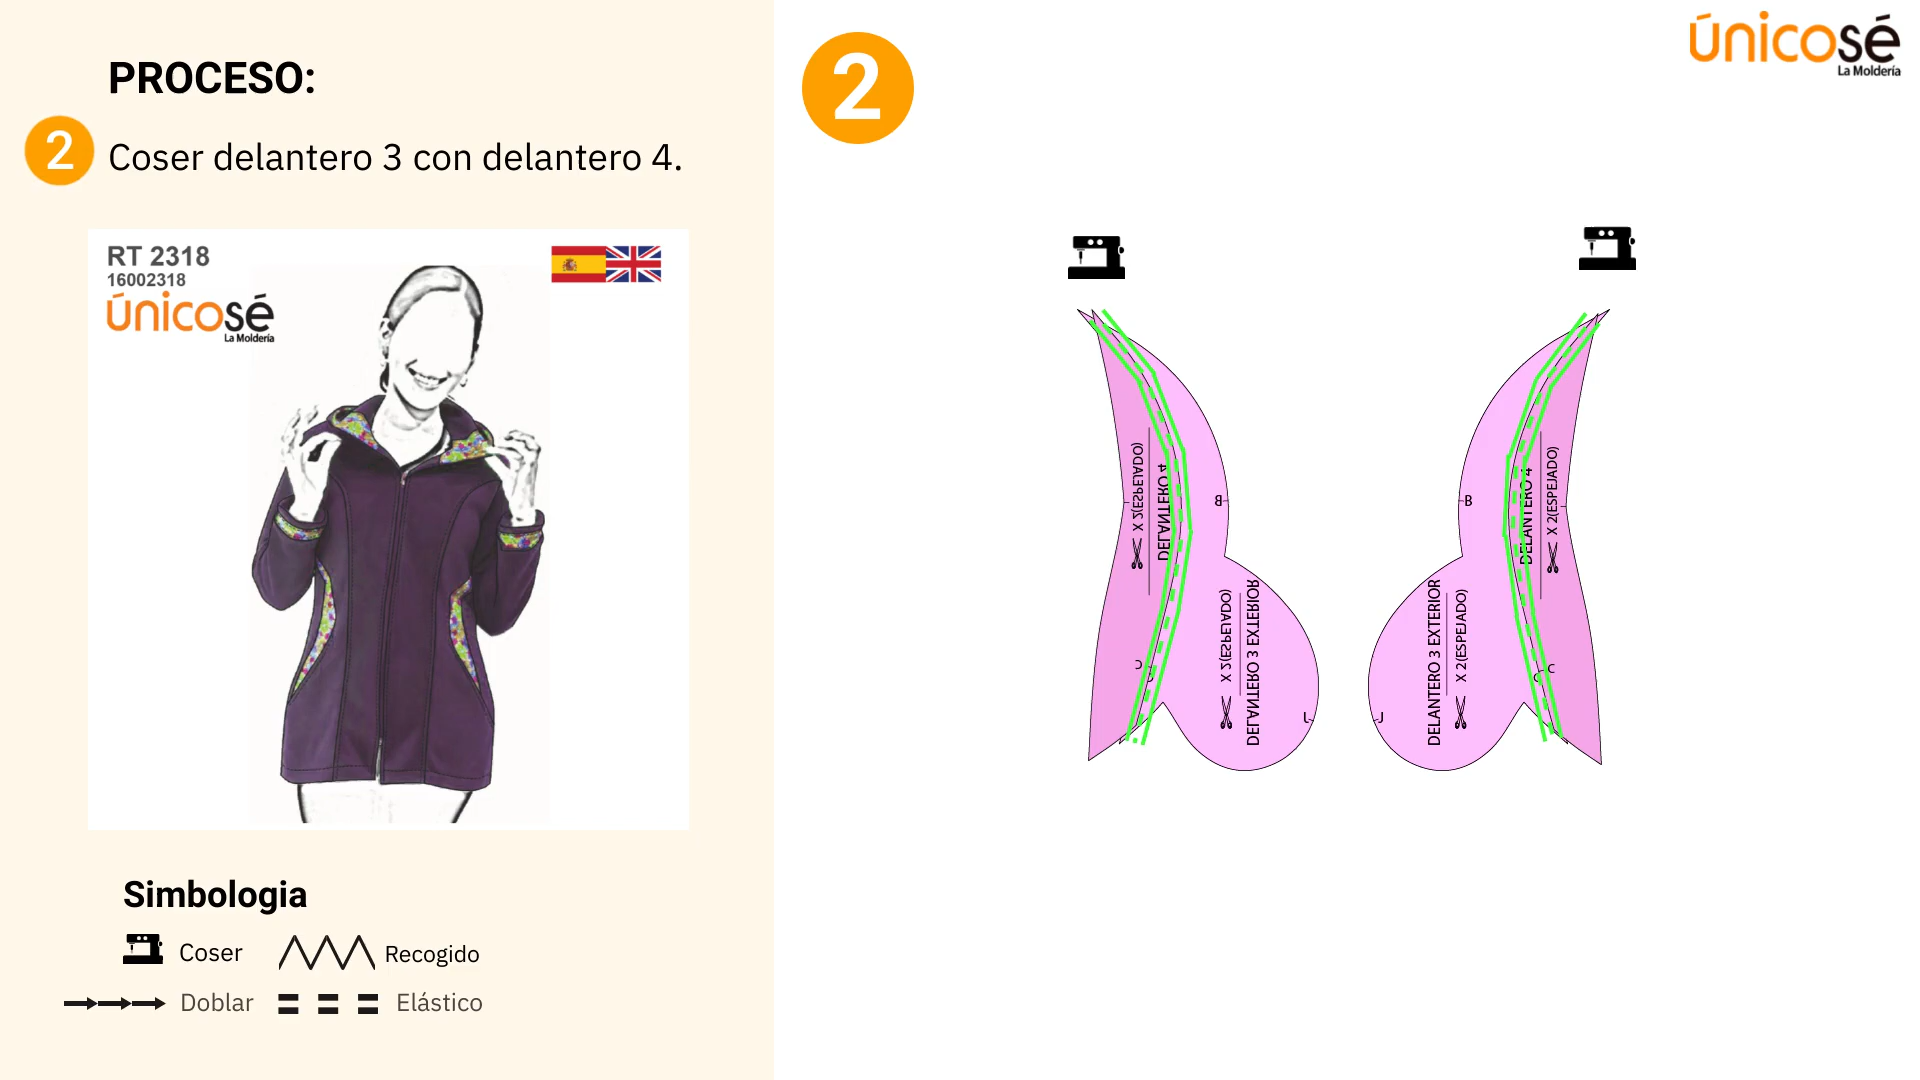 PROCESO:
2
Coser delantero 3 con delantero 4.
RT 2318
16002318
únicosé
La Moldería
Simbologia
Coser
Recogido
Doblar
Elástico
2
únicosé
La Moldería
X 2(ESPEJADO)
DELANTERO 4
B
C
C
X 2(ESPEJADO)
DELANTERO 3 EXTERIOR
J
B
DELANTERO 4
X 2(ESPEJADO)
C
C
DELANTERO 3 EXTERIOR
X 2(ESPEJADO)
J